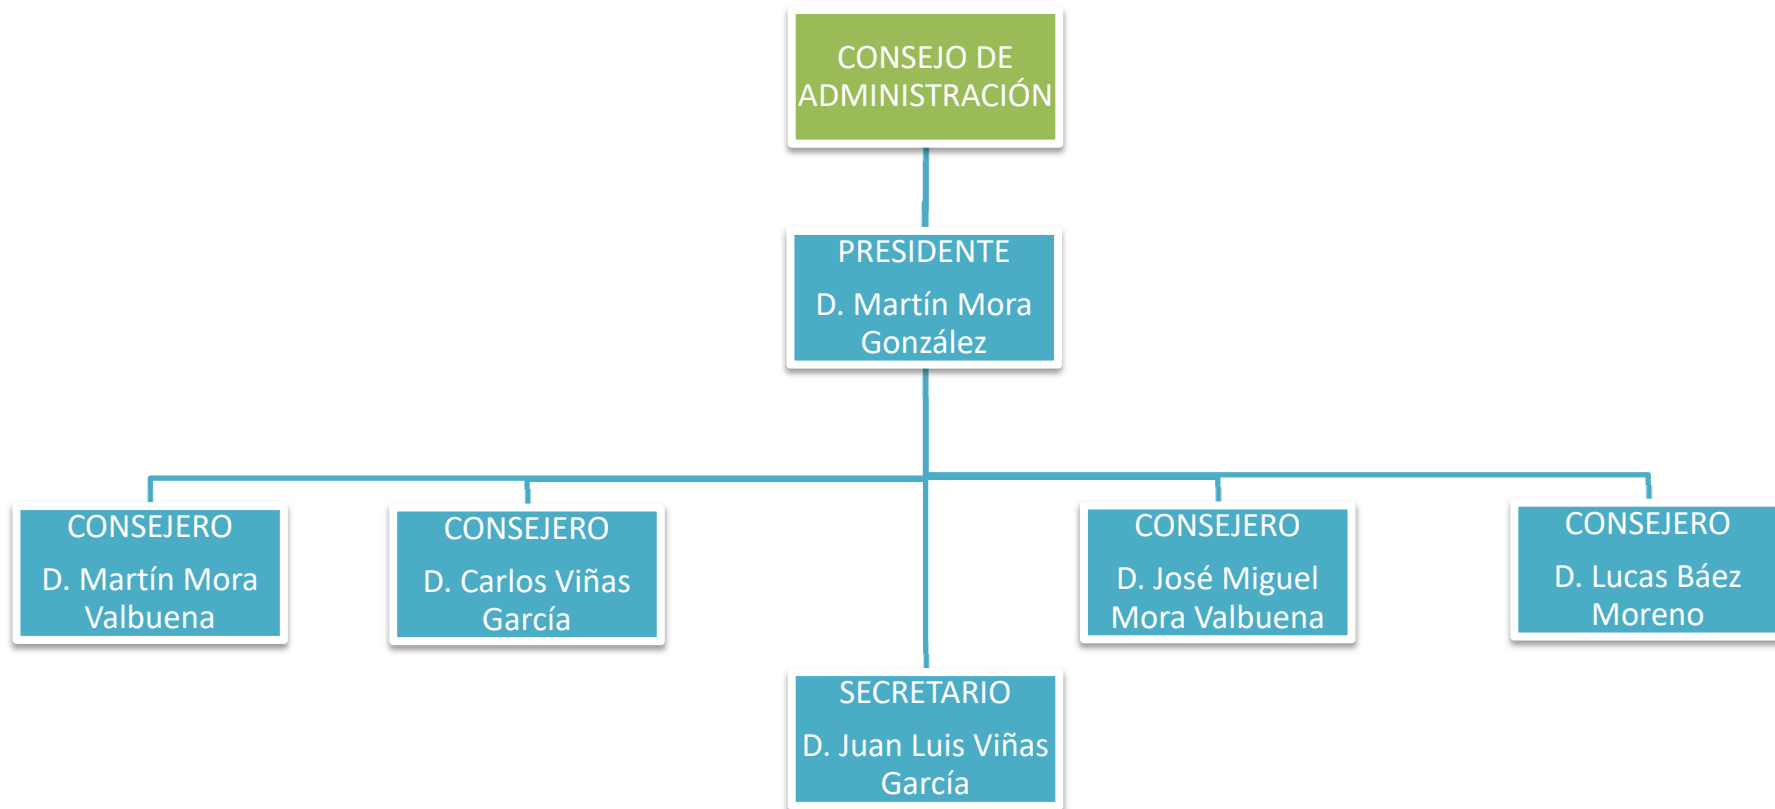 CONSEJO DE
ADMINISTRACIÓN
PRESIDENTE
D. Martín Mora
González
CONSEJERO
D. Martín Mora
Valbuena
CONSEJERO
D. Carlos Viñas
García
CONSEJERO
D. José Miguel
Mora Valbuena
CONSEJERO
D. Lucas Báez
Moreno
SECRETARIO
D. Juan Luis Viñas
García